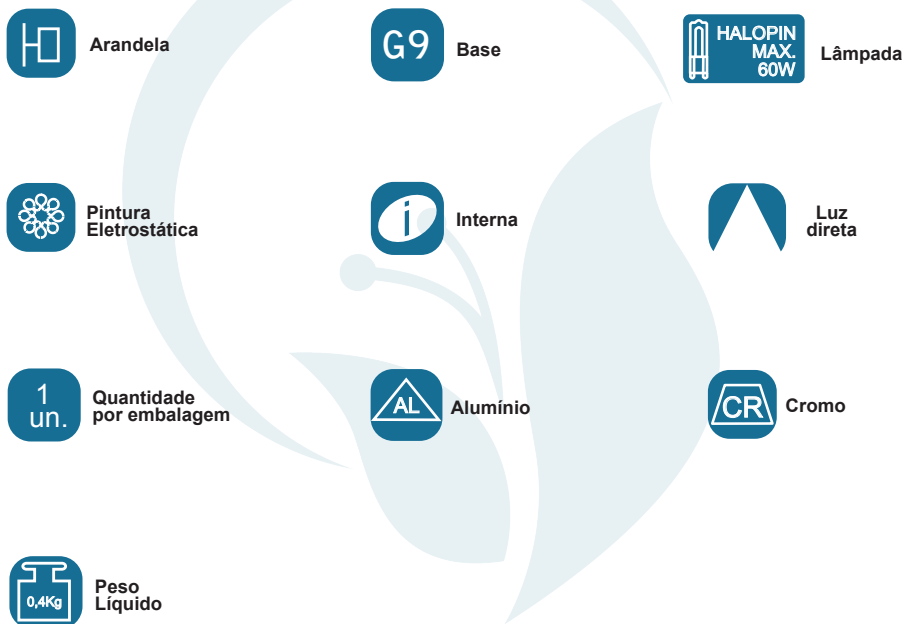 Arandela
G9
Base
HALOPIN
MAX.
60W
Lâmpada
Pintura
Eletrostática
i
Interna
Luz
direta
1
un.
Quantidade
por embalagem
AL
Alumínio
CR
Cromo
0,4Kg
Peso
Líquido